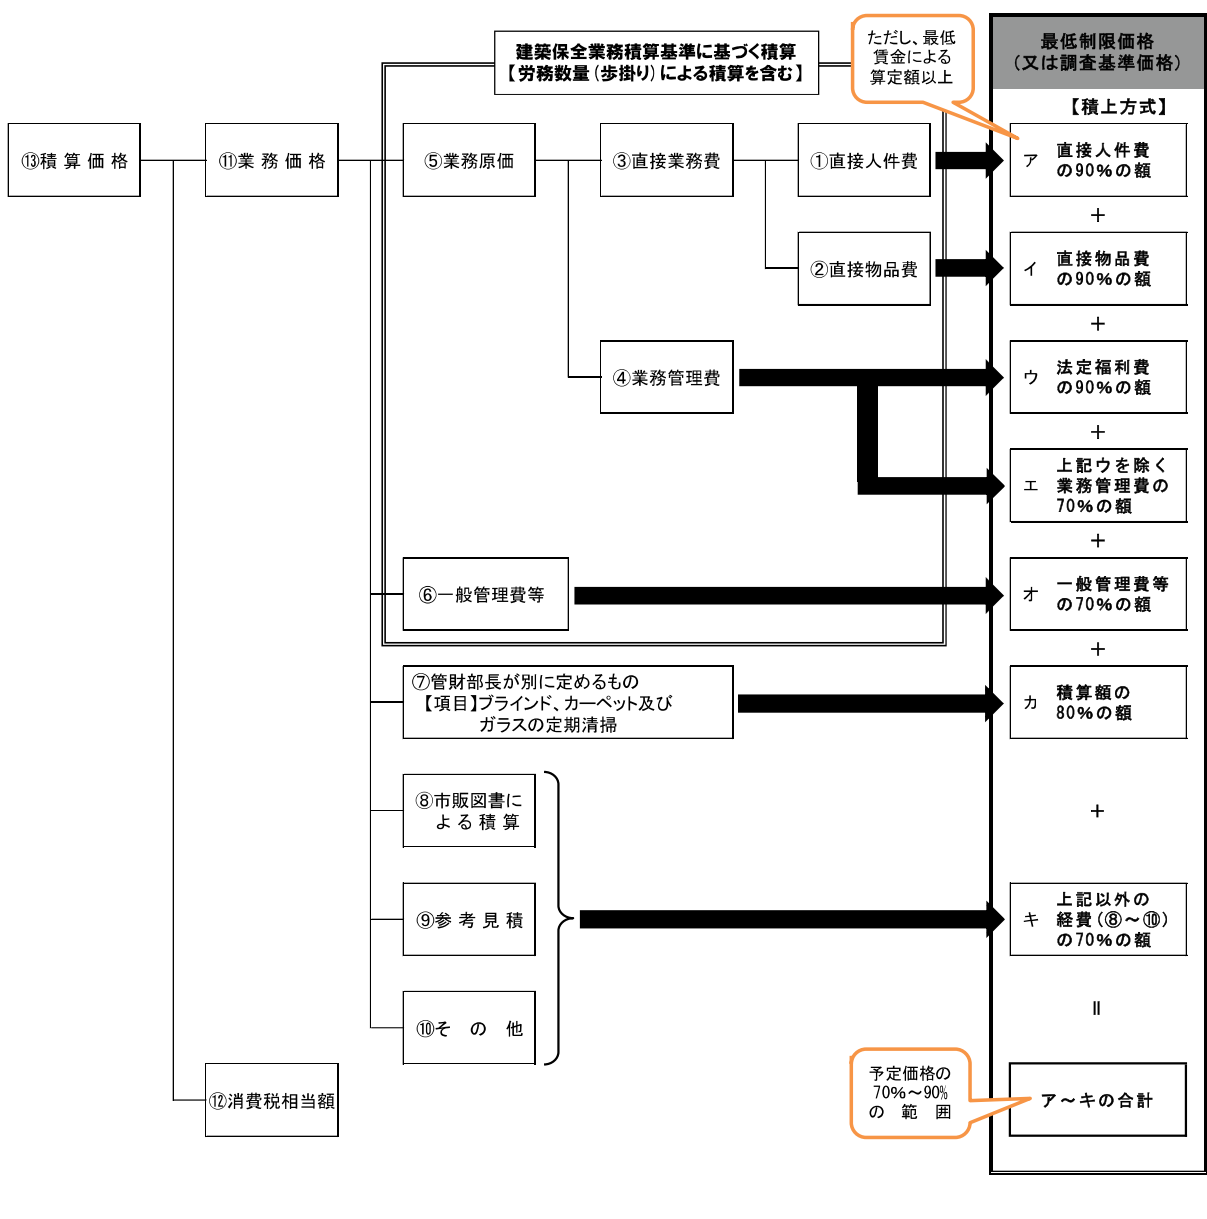 建築保全業務積算基準に基づく積算
【労務数量(歩掛り)による積算を含む】
ただし、最低
賃金による
算定額以上
最低制限価格
(又は調査基準価格)
【積上方式】
⑬積算価格
⑪業務価格
⑤業務原価
③直接業務費
①直接人件費
ア 直接人件費
の90%の額
+
②直接物品費
イ 直接物品費
の90%の額
+
④業務管理費
ウ 法定福利費
の90%の額
+
エ 上記ウを除く
業務管理費の
70%の額
+
⑥一般管理費等
オ 一般管理費等
の70%の額
+
⑦管財部長が別に定めるもの
【項目】ブラインド、カーペット及び
ガラスの定期清掃
カ 積算額の
80%の額
⑧市販図書に
よる積算
+
⑨参考見積
キ 上記以外の
経費(⑧~⑩)
の70%の額
⑩その他
=
⑫消費税相当額
予定価格の
70%~90%
の範囲
ア~キの合計